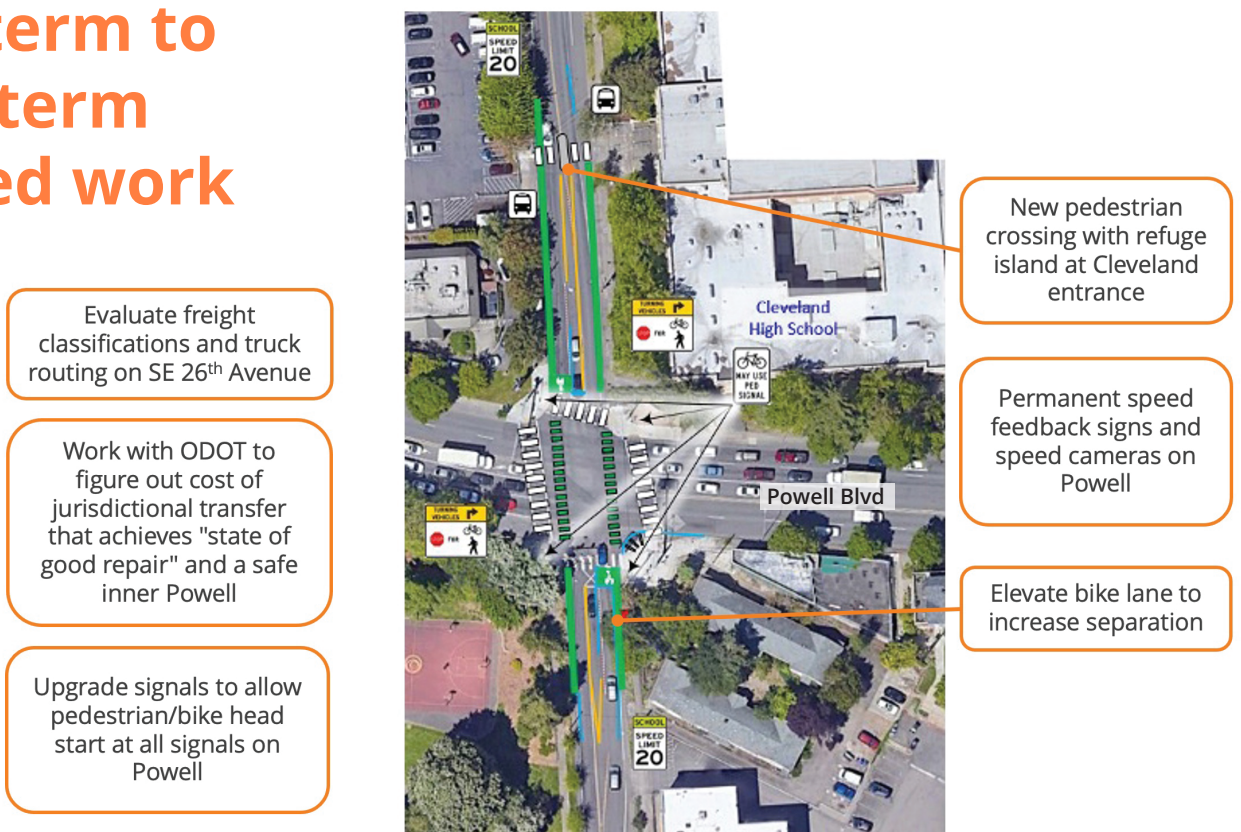 term to
term
ed work
Evaluate freight
classifications and truck
routing on SE 26th Avenue
Work with ODOT to
figure out cost of
jurisdictional transfer
that achieves "state of
good repair" and a safe
inner Powell
Upgrade signals to allow
pedestrian/bike head
start at all signals on
Powell
SCHOOL
SPEED
LIMIT
20
TURNING
VEHICLES
STOP FOR
Cleveland
High School
MAY USE
PED
SIGNAL
Powell Blvd
TURNING
VEHICLES
STOP FOR
SCHOOL
SPEED
LIMIT
20
New pedestrian
crossing with refuge
island at Cleveland
entrance
Permanent speed
feedback signs and
speed cameras on
Powell
Elevate bike lane to
increase separation